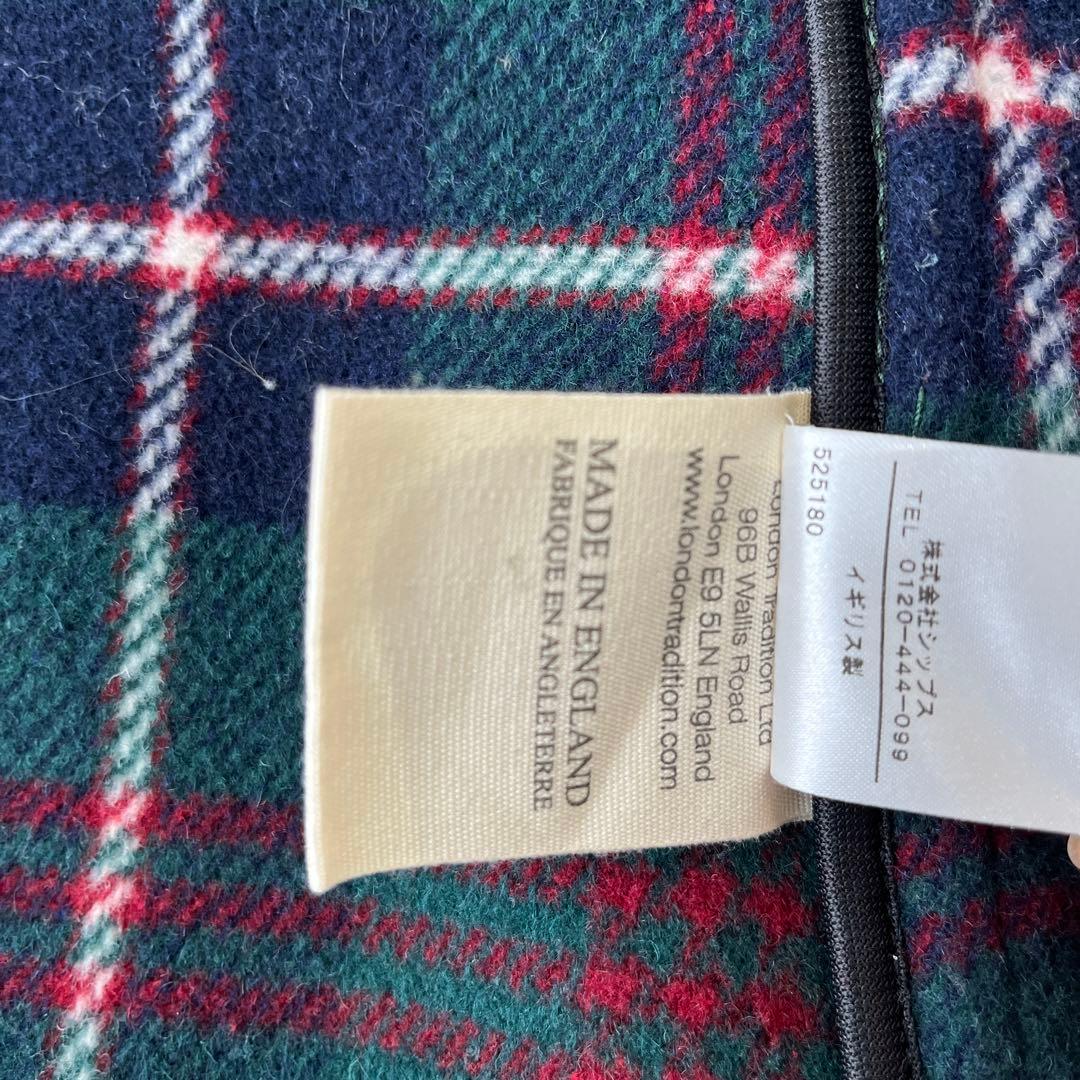 London Tradition Ltd
96B Wallis Road
London E9 5LN England
www.londontradition.com
MADE IN ENGLAND
FABRIQUE EN ANGLETERRE
株式会社シップス
TEL 0120-444-099
イギリス製
525180